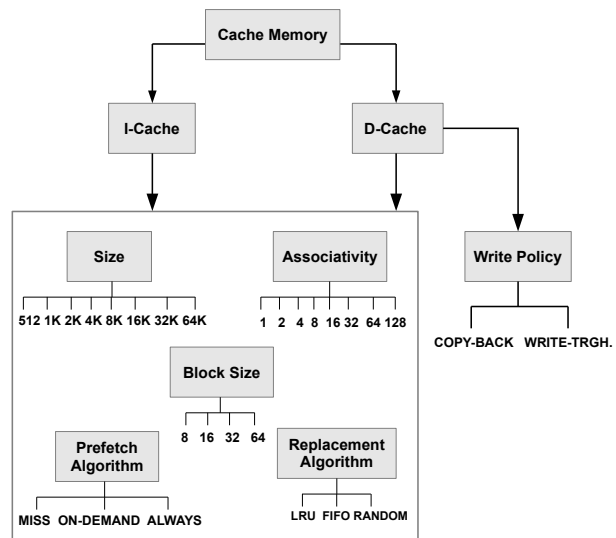 Cache Memory
I-Cache
D-Cache
Size
Associativity
Write Policy
512 1K 2K 4K 8K 16K 32K 64K
1 2 4 8 16 32 64 128
COPY-BACK WRITE-TRGH.
Block Size
8 16 32 64
Prefetch
Algorithm
Replacement
Algorithm
MISS ON-DEMAND ALWAYS
LRU FIFO RANDOM